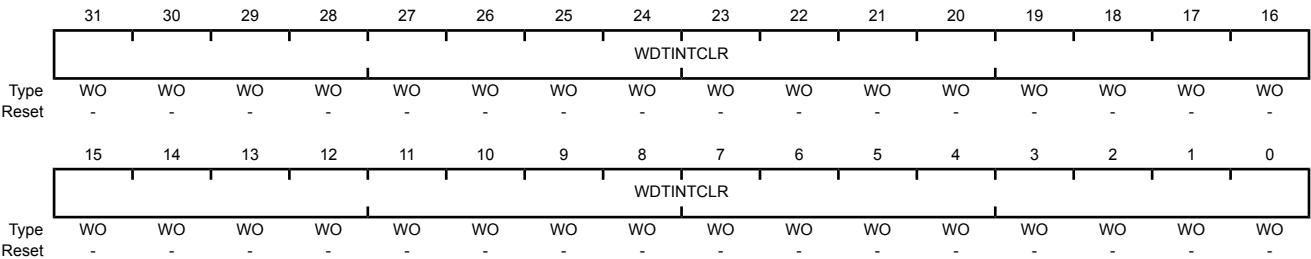 31 30 29 28 27 26 25 24 23 22 21 20 19 18 17 16
WDTINTCLR
Type WO WO WO WO WO WO WO WO WO WO WO WO WO WO WO WO
Reset - - - - - - - - - - - - - - - -
15 14 13 12 11 10 9 8 7 6 5 4 3 2 1 0
WDTINTCLR
Type WO WO WO WO WO WO WO WO WO WO WO WO WO WO WO WO
Reset - - - - - - - - - - - - - - - -